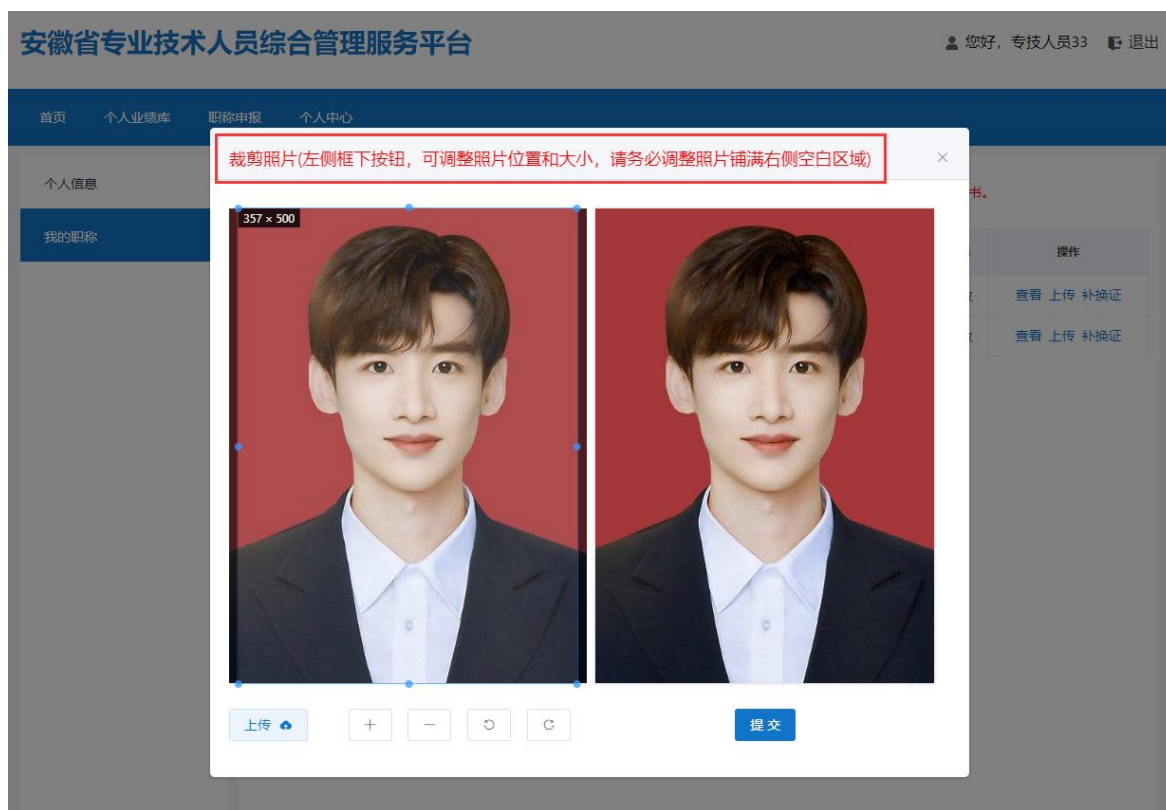 安徽省专业技术人员综合管理服务平台
您好，专技人员33 退出
首页 个人业绩库 职称申报 个人中心
裁剪照片(左侧框下按钮，可调整照片位置和大小，请务必调整照片铺满右侧空白区域)
个人信息
书。
357 × 500
我的职称
操作
查看 上传 补换证
查看 上传 补换证
上传
提交